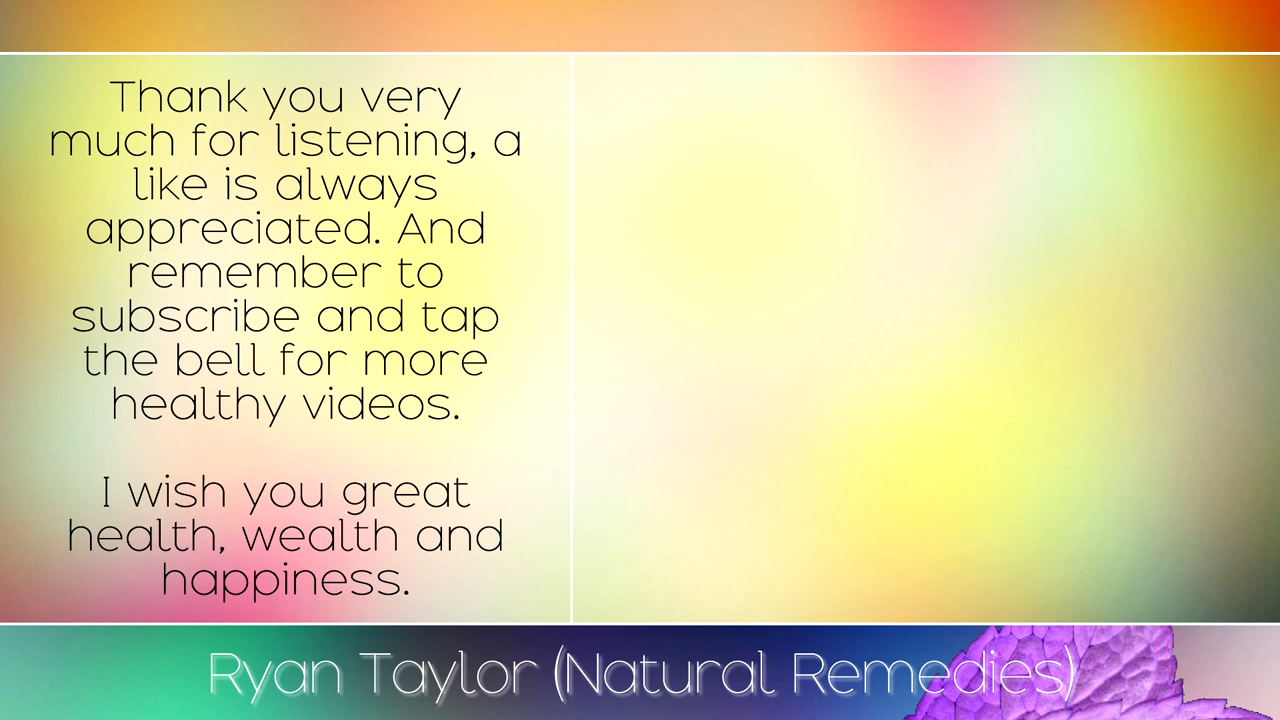 Thank you very
much for listening, a
like is always
appreciated. And
remember to
subscribe and tap
the bell for more
healthy videos.
I wish you great
health, wealth and
happiness.
Ryan Taylor (Natural Remedies)